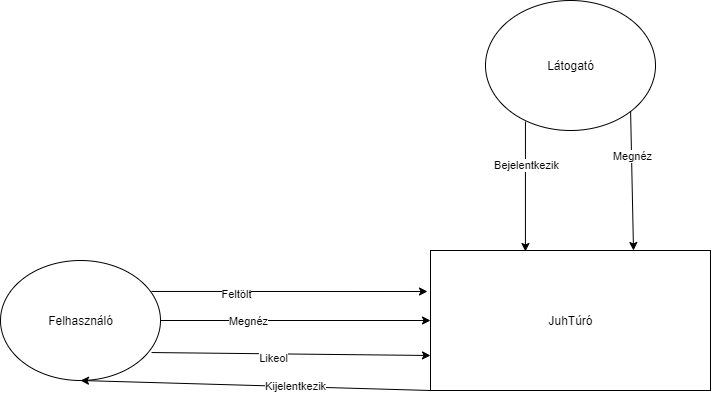 Látogató
Bejelentkezik
Megnéz
Feltölt
Felhasználó
Megnéz
JuhTúró
Likeol
Kijelentkezik